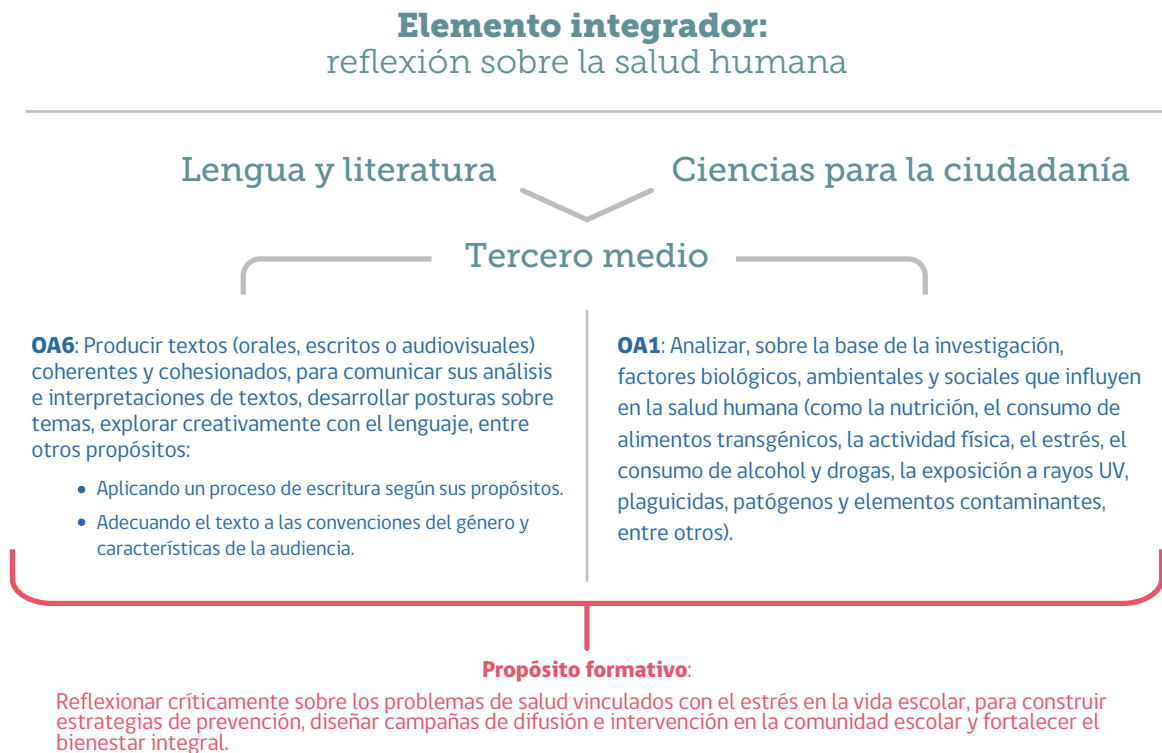 Elemento integrador:
reflexión sobre la salud humana
Lengua y literatura
Ciencias para la ciudadanía
Tercero medio
OA6: Producir textos (orales, escritos o audiovisuales)
coherentes y cohesionados, para comunicar sus análisis
e interpretaciones de textos, desarrollar posturas sobre
temas, explorar creativamente con el lenguaje, entre
otros propósitos:
• Aplicando un proceso de escritura según sus propósitos.
• Adecuando el texto a las convenciones del género y
características de la audiencia.
OA1: Analizar, sobre la base de la investigación,
factores biológicos, ambientales y sociales que influyen
en la salud humana (como la nutrición, el consumo de
alimentos transgénicos, la actividad física, el estrés, el
consumo de alcohol y drogas, la exposición a rayos UV,
plaguicidas, patógenos y elementos contaminantes,
entre otros).
Propósito formativo:
Reflexionar críticamente sobre los problemas de salud vinculados con el estrés en la vida escolar, para construir
estrategias de prevención, diseñar campañas de difusión e intervención en la comunidad escolar y fortalecer el
bienestar integral.